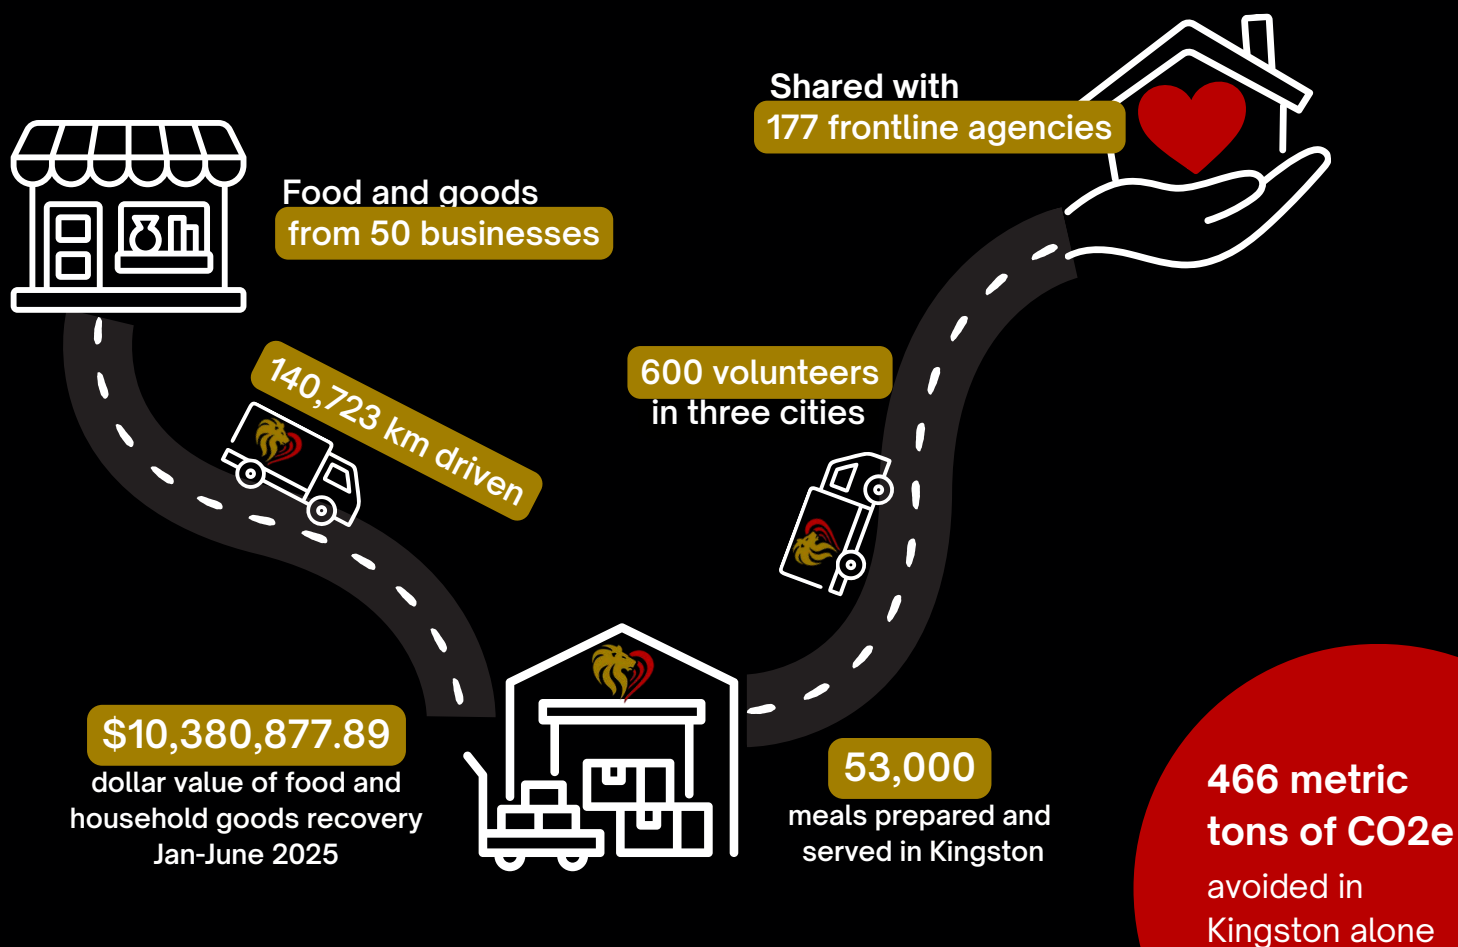 Shared with
177 frontline agencies
Food and goods
from 50 businesses
140,723 km driven
600 volunteers
in three cities
$10,380,877.89
dollar value of food and
household goods recovery
Jan-June 2025
53,000
meals prepared and
served in Kingston
466 metric
tons of CO2e
avoided in
Kingston alone